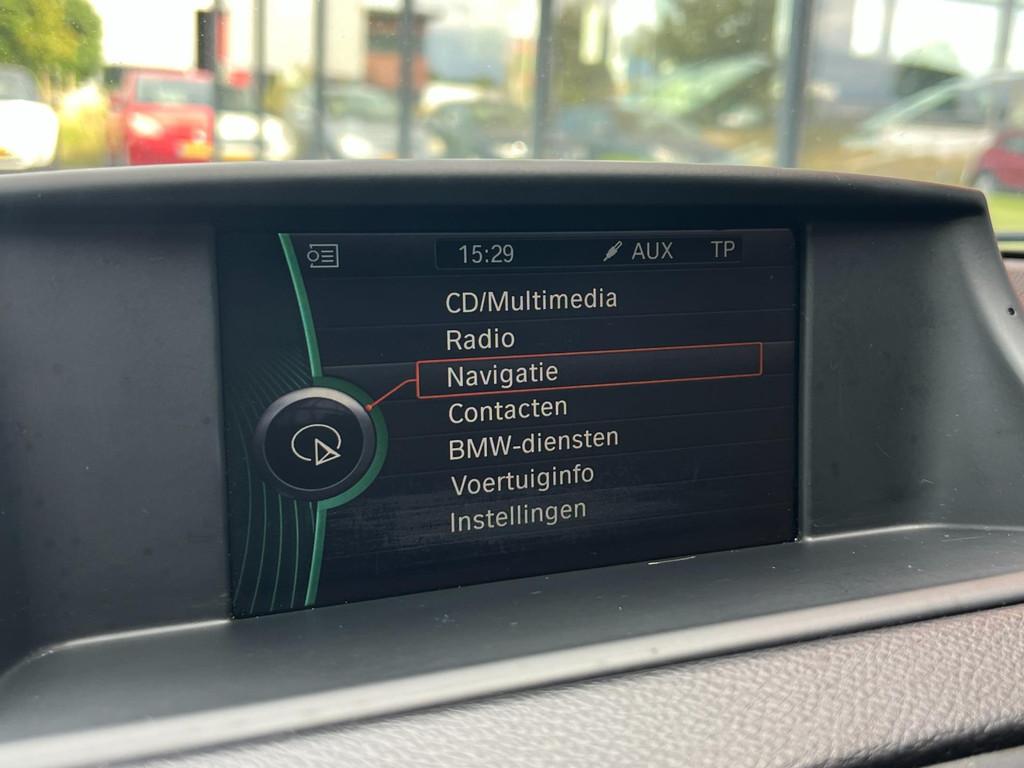 15:29 AUX TP
CD/Multimedia
Radio
Navigatie
Contacten
BMW-diensten
Voertuiginfo
Instellingen